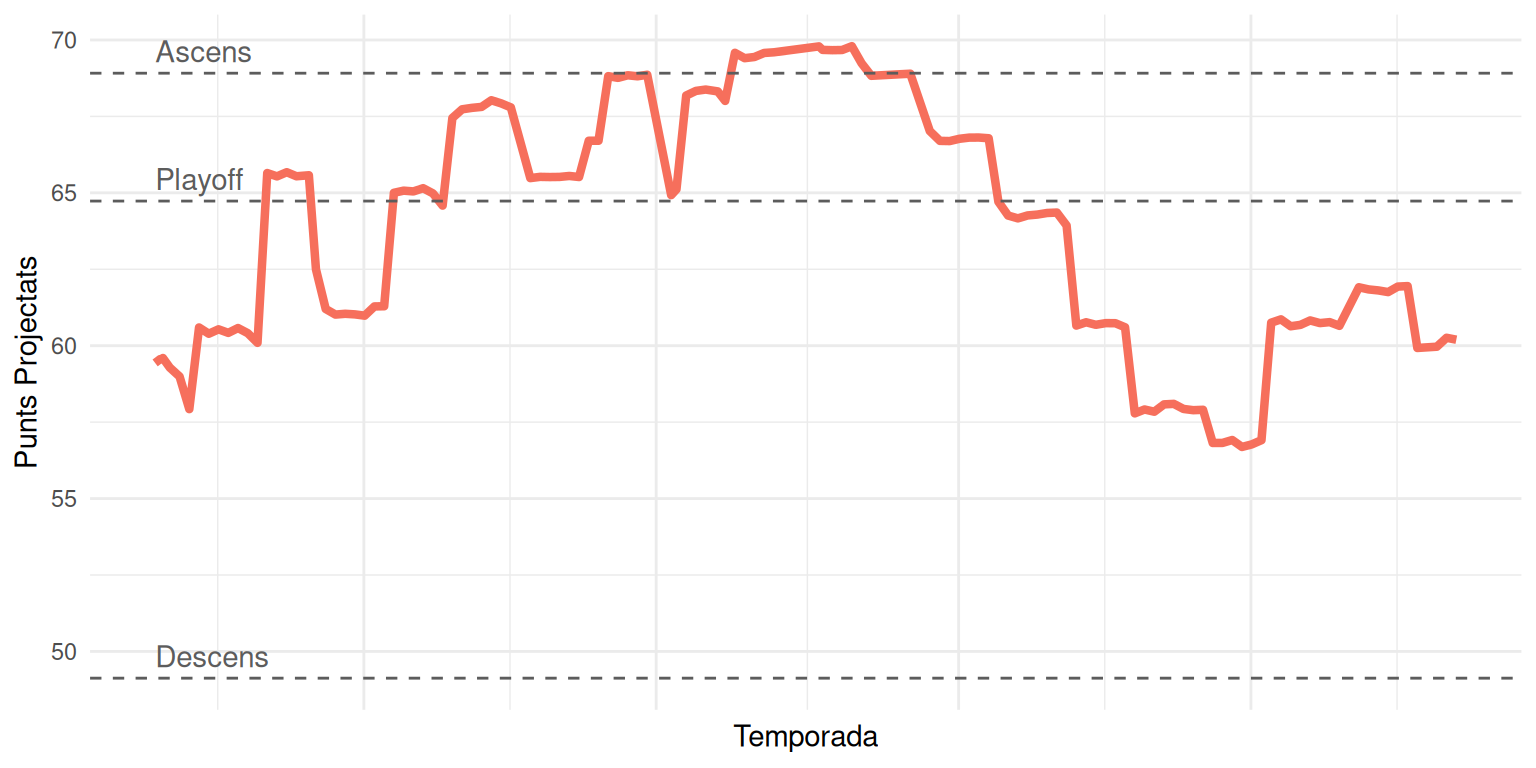 70
Ascens
Playoff
65
60
55
50
Descens
Punts Projectats
Temporada